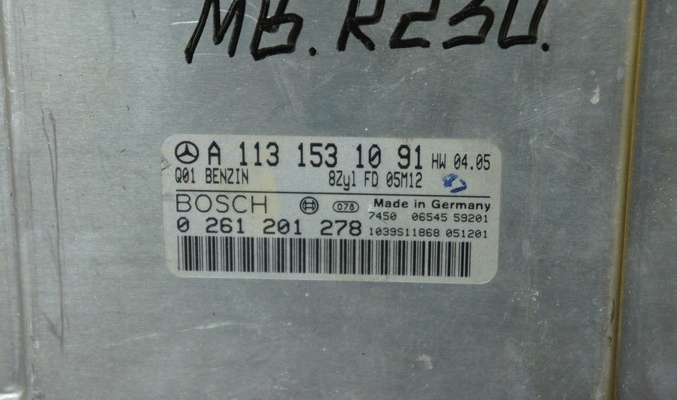 MB. R230.
A 113 153 10 91 HW 04.05
Q01 BENZIN 8Zyl FD 05M12
BOSCH 076 Made in Germany
7450 06545 59201
0 261 201 278 1039S11868 051201